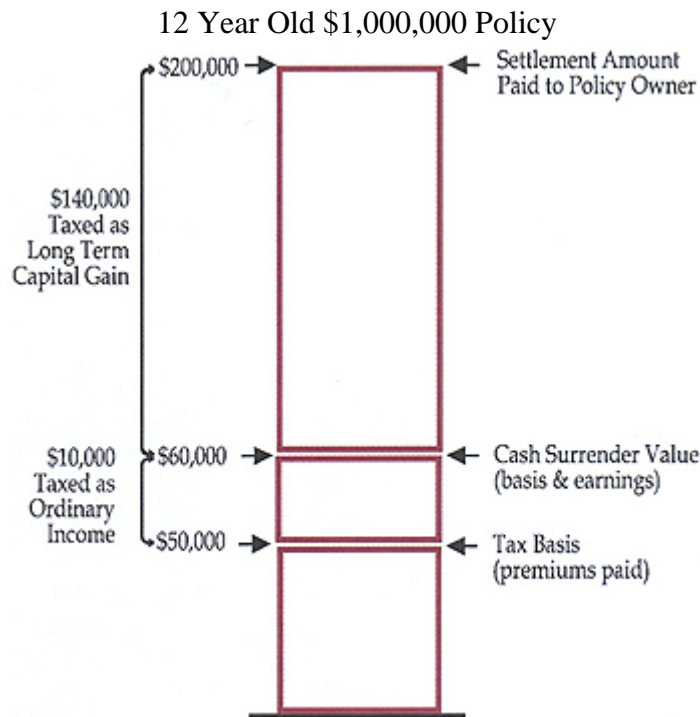 12 Year Old $1,000,000 Policy
$200,000
Settlement Amount
Paid to Policy Owner
$140,000
Taxed as
Long Term
Capital Gain
$10,000
Taxed as
Ordinary
Income
$60,000
Cash Surrender Value
(basis & earnings)
$50,000
Tax Basis
(premiums paid)